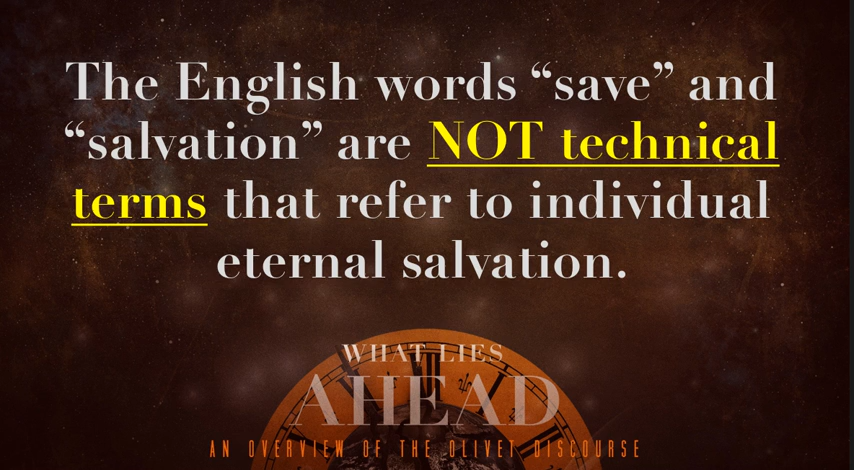 The English words “save” and
“salvation” are NOT technical
terms that refer to individual
eternal salvation.
WHAT LIES
AHEAD
AN OVERVIEW OF THE OLIVET DISCOURSE